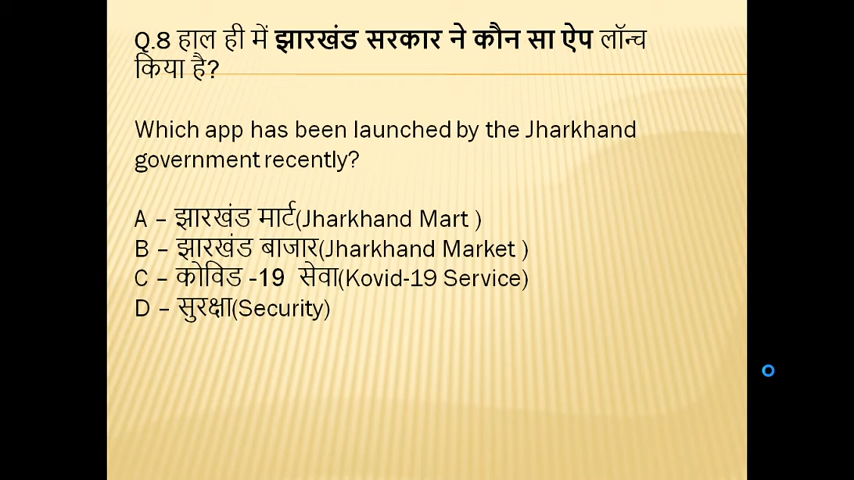 Q.8 हाल ही में झारखंड सरकार ने कौन सा ऐप लॉन्च
किया है?
Which app has been launched by the Jharkhand
government recently?
A – झारखंड मार्ट(Jharkhand Mart )
B – झारखंड बाजार(Jharkhand Market )
C – कोविड -19 सेवा(Kovid-19 Service)
D – सुरक्षा(Security)